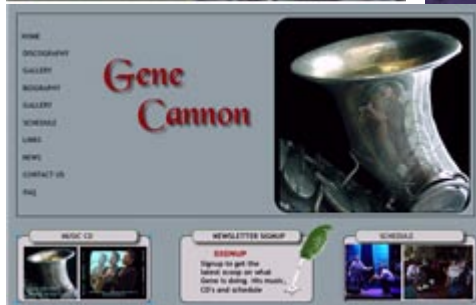 HOME
DISCOGRAPHY
GALLERY
BIOGRAPHY
GALLERY
SCHEDULE
LINKS
NEWS
CONTACT US
FAQ
Gene
Cannon
MUSIC CD
NEWSLETTER SIGNUP
SIGNUP
Signup to get the
latest scoop on what
Gene is doing. His music,
CD's and schedule
SCHEDULE